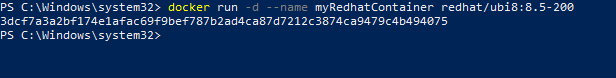 PS C:\Windows\system32> docker run -d --name myRedhatContainer redhat/ubi8:8.5-200
3dcf7a3a2bf174e1afac69f9bef787b2ad4ca87d7212c3874ca9479c4b494075
PS C:\Windows\system32>